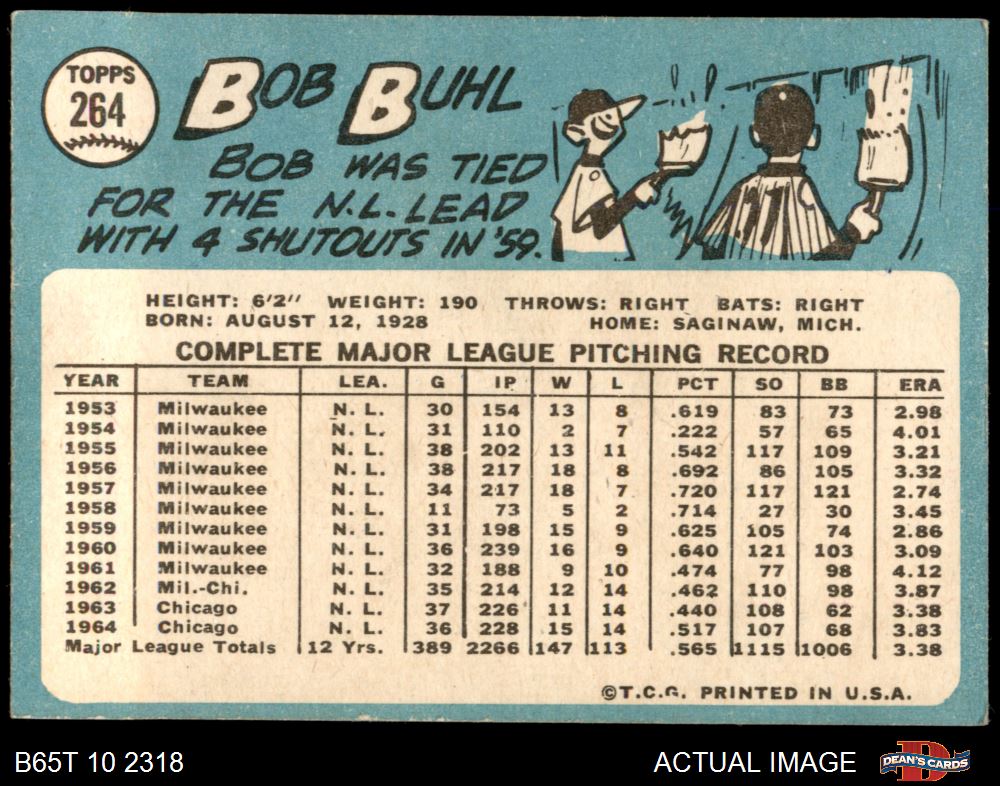 TOPPS
264
BOB BUHL
BOB WAS TIED
FOR THE N.L. LEAD
WITH 4 SHUTOUTS IN '59.
HEIGHT: 6'2" WEIGHT: 190 THROWS: RIGHT BATS: RIGHT
BORN: AUGUST 12, 1928 HOME: SAGINAW, MICH.
COMPLETE MAJOR LEAGUE PITCHING RECORD
YEAR TEAM LEA. G IP W L PCT SO BB ERA
1953 Milwaukee N. L. 30 154 13 8 .619 83 73 2.98
1954 Milwaukee N. L. 31 110 2 7 .222 57 65 4.01
1955 Milwaukee N. L. 38 202 13 11 .542 117 109 3.21
1956 Milwaukee N. L. 38 217 18 8 .692 86 105 3.32
1957 Milwaukee N. L. 34 217 18 7 .720 117 121 2.74
1958 Milwaukee N. L. 11 73 5 2 .714 27 30 3.45
1959 Milwaukee N. L. 31 198 15 9 .625 105 74 2.86
1960 Milwaukee N. L. 36 239 16 9 .640 121 103 3.09
1961 Milwaukee N. L. 32 188 9 10 .474 77 98 4.12
1962 Mil.-Chi. N. L. 35 214 12 14 .462 110 98 3.87
1963 Chicago N. L. 37 226 11 14 .440 108 62 3.38
1964 Chicago N. L. 36 228 15 14 .517 107 68 3.83
Major League Totals 12 Yrs. 389 2266 147 113 .565 1115 1006 3.38
©T.C.G. PRINTED IN U.S.A.
B65T 10 2318 ACTUAL IMAGE DEAN'S CARDS